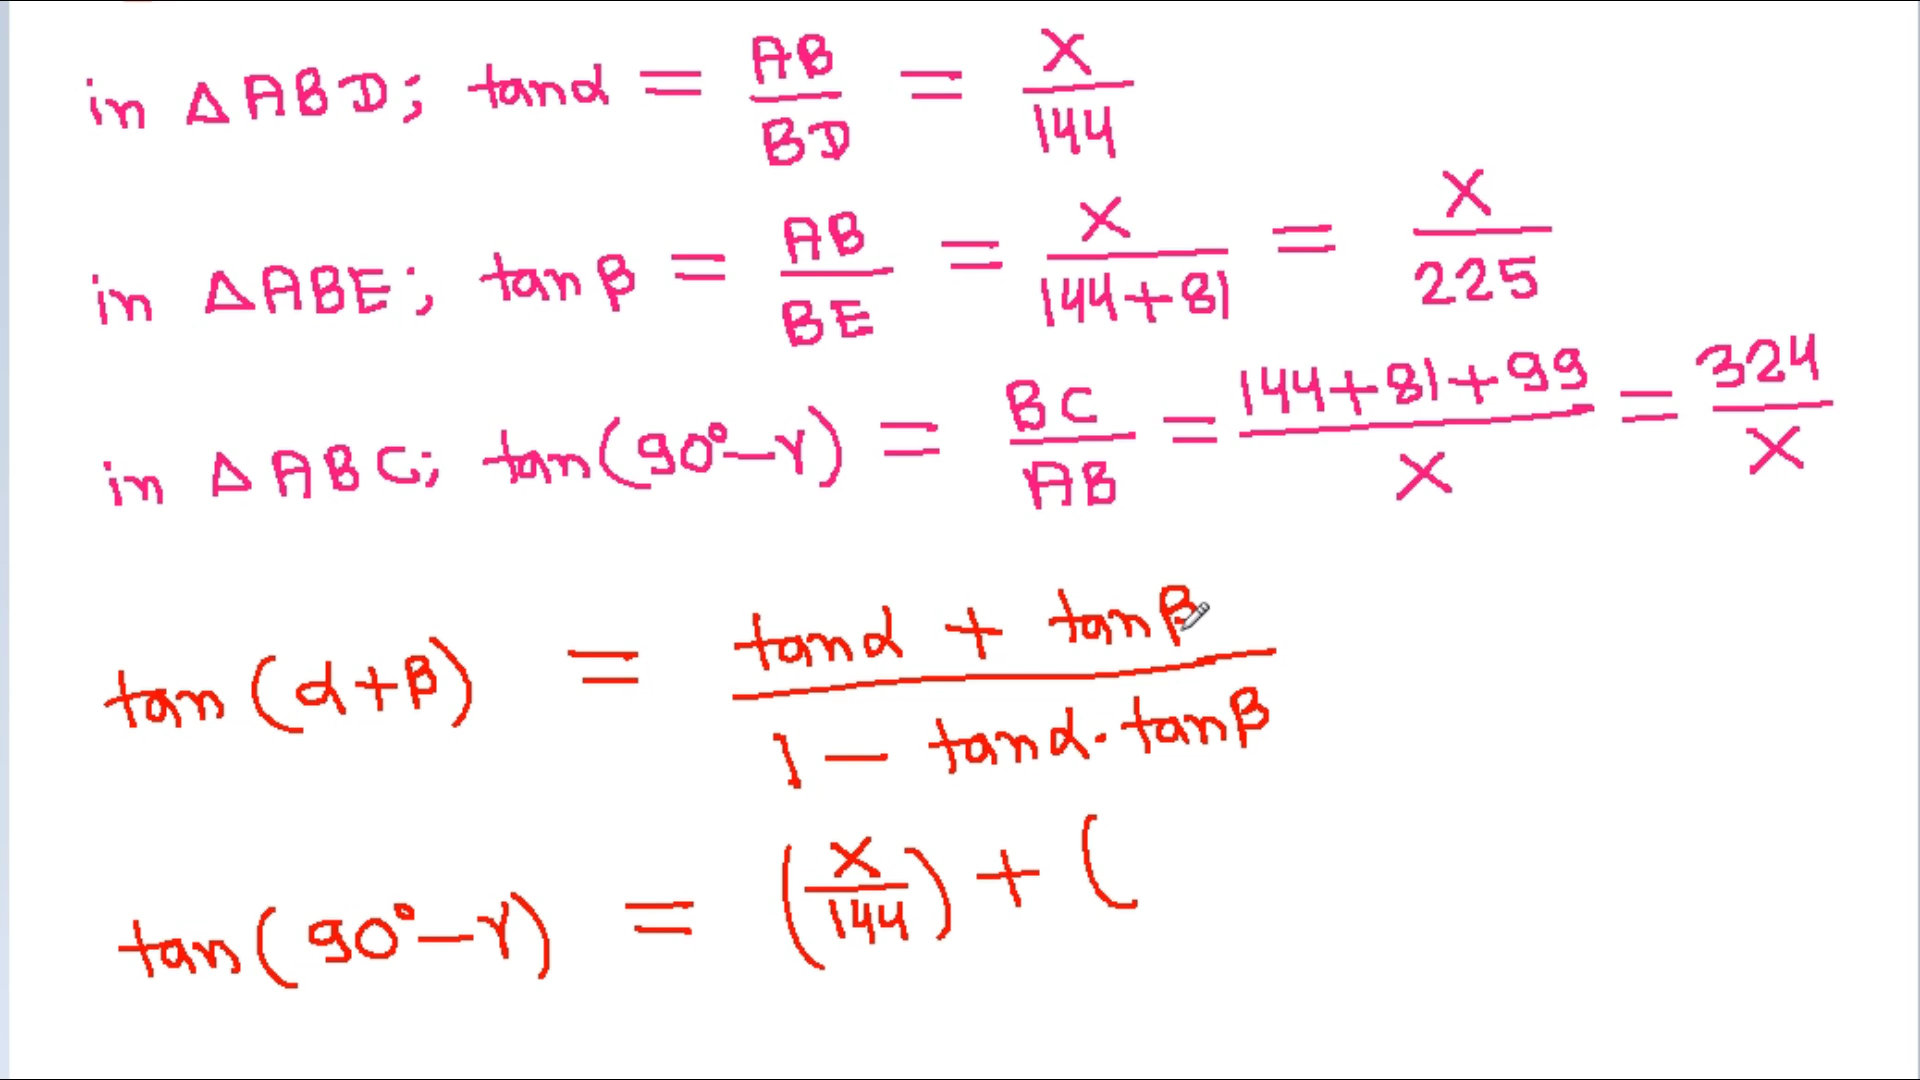 in ΔABD; tanα = AB/BD = x/144
in ΔABE; tanβ = AB/BE = x/(144+81) = x/225
in ΔABC; tan(90°-γ) = BC/AB = (144+81+99)/x = 324/x
tan(α+β) = (tanα + tanβ)/(1 - tanα·tanβ)
tan(90°-γ) = (x/144) + (